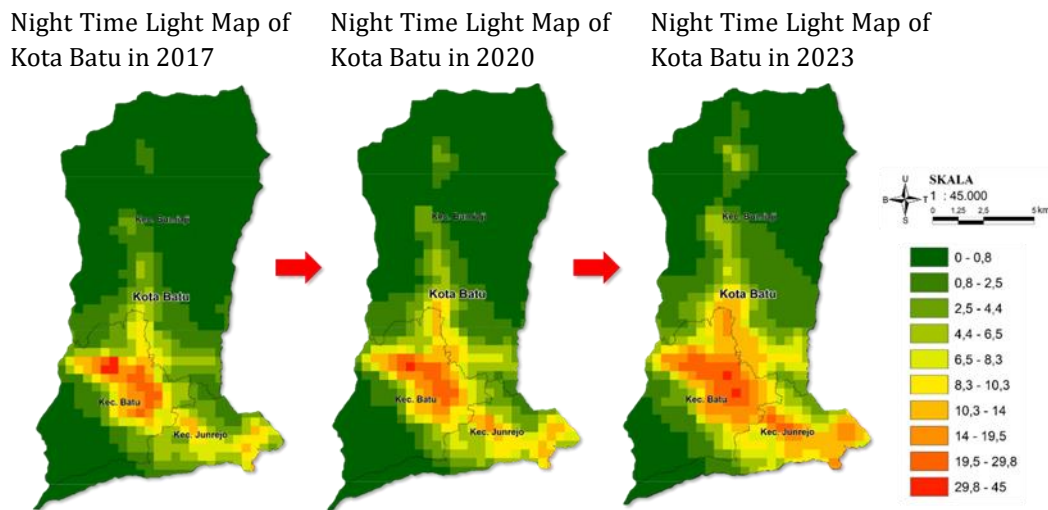 Night Time Light Map of
Kota Batu in 2017
Night Time Light Map of
Kota Batu in 2020
Night Time Light Map of
Kota Batu in 2023
Kec. Bumiaji
Kota Batu
Kec. Batu
Kec. Junrejo
Kec. Bumiaji
Kota Batu
Kec. Batu
Kec. Junrejo
Kec. Bumiaji
Kota Batu
Kec. Batu
Kec. Junrejo
U
B
T
S
SKALA
1 : 45.000
0 1,25 2,5 5 km
0 - 0,8
0,8 - 2,5
2,5 - 4,4
4,4 - 6,5
6,5 - 8,3
8,3 - 10,3
10,3 - 14
14 - 19,5
19,5 - 29,8
29,8 - 45